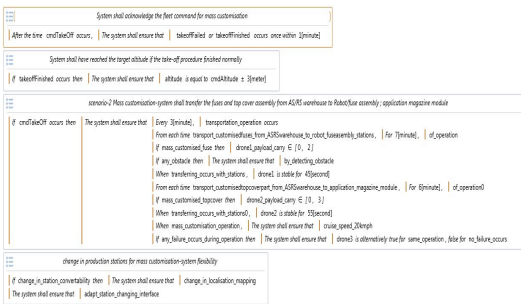 System shall acknowledge the fleet command for mass customisation
After the time cmdTakeOff occurs , The system shall ensure that takeoffFailed or takeoffFinished occurs once within 1[minute]
System shall have reached the target altitude if the take-off procedure finished normally
If takeoffFinished occurs then The system shall ensure that altitude is equal to cmdAltitude ± 3[meter]
scenario-2 Mass customisation-system shall transfer the fuses and top cover assembly from AS/RS warehouse to Robot/fuse assembly ; application magazine module
If cmdTakeOff occurs then The system shall ensure that Every 3[minute] , transportation_operation occurs
From each time transport_customisedfuses_from_ASRSwarehouse_to_robot_fuseassembly_stations , For 7[minute] , of_operation
If mass_customised_fuse then drone1_payload_carry ∈ [ 0 , 2]
If any_obstacle then The system shall ensure that by_detecting_obstacle
When transferring_occurs_with_stations , drone1 is stable for 45[second]
From each time transport_customisedtopcoverpart_from_ASRSwarehouse_to_application_magazine_module , For 6[minute] , of_operation0
If mass_customised_topcover then drone2_payload_carry ∈ [ 0 , 3]
When transferring_occurs_with_stations0 , drone2 is stable for 55[second]
When mass_customisation_operation , The system shall ensure that cruise_speed_20kmph
If any_failure_occurs_during_operation then The system shall ensure that drone3 is alternatively true for same_operation , false for no_failure_occurs
change in production stations for mass customisation-system flexibility
If change_in_station_convertability then The system shall ensure that change_in_localisation_mapping
The system shall ensure that adapt_station_changing_interface